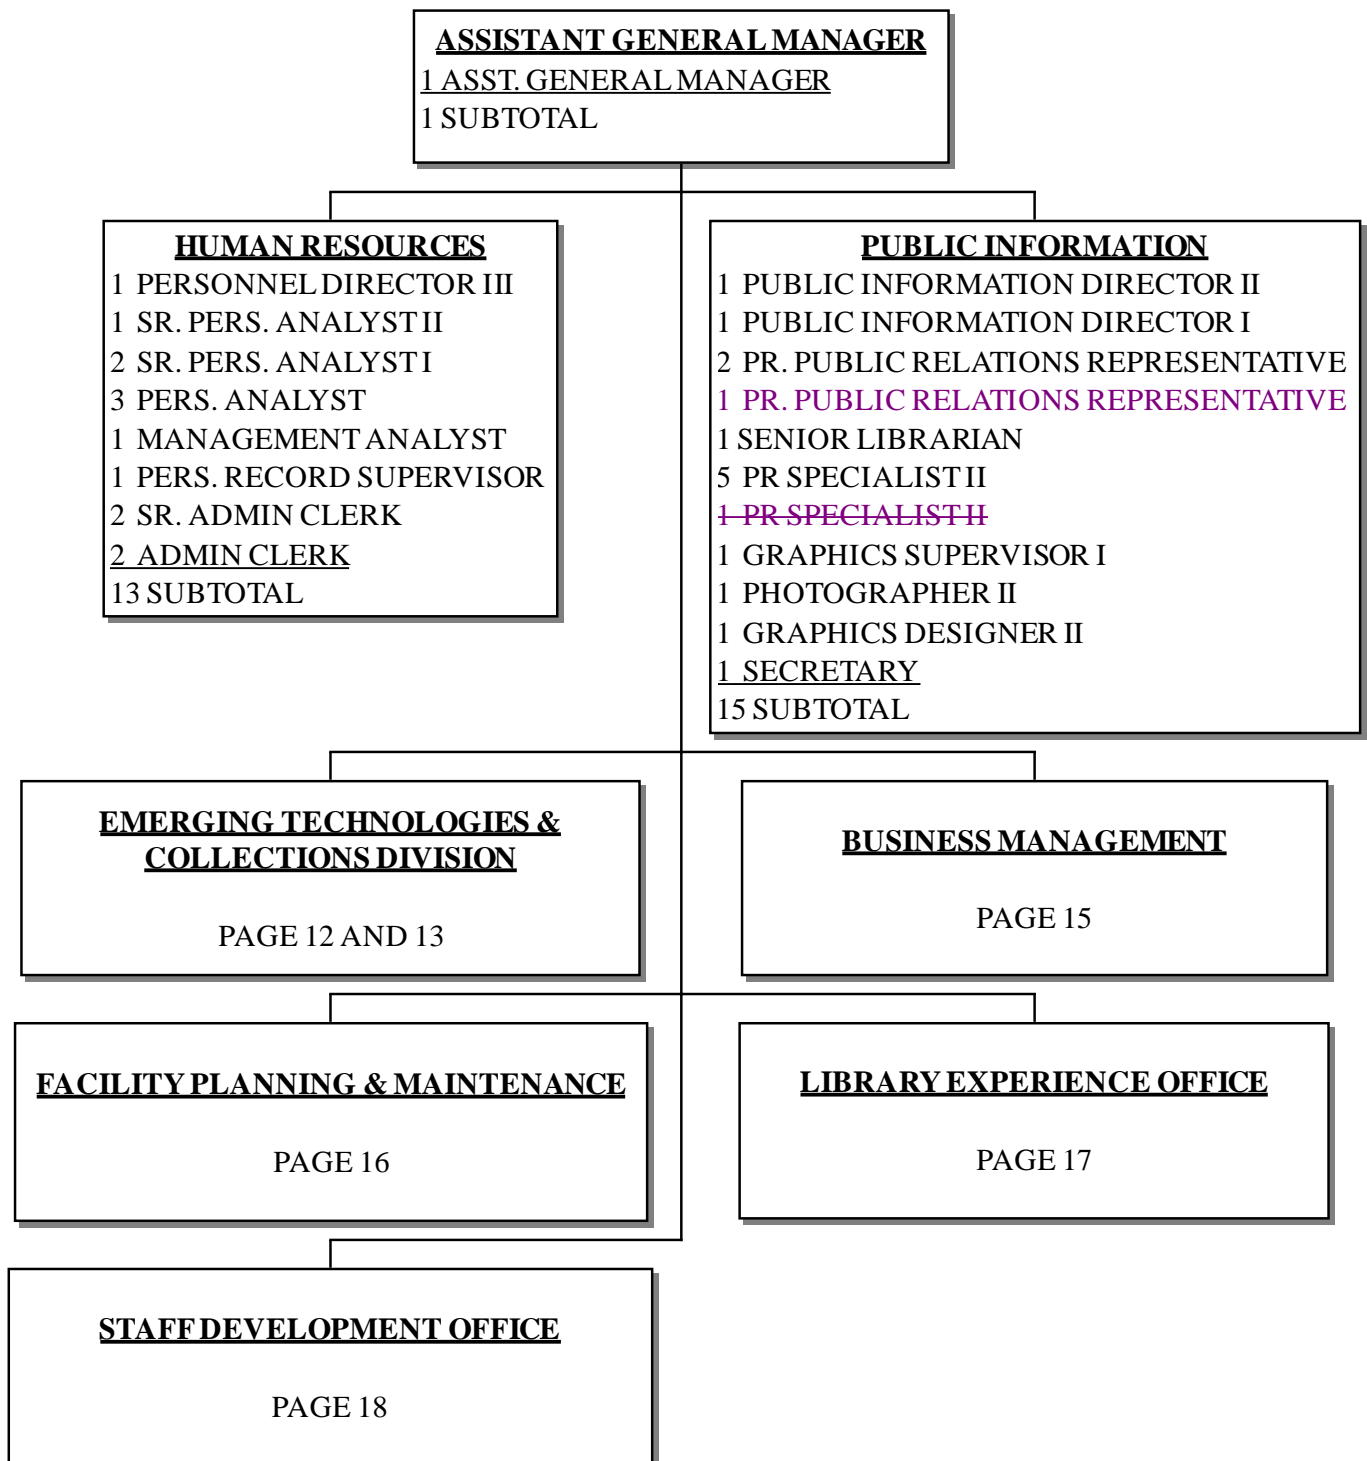 ASSISTANT GENERAL MANAGER
1 ASST. GENERAL MANAGER
1 SUBTOTAL
HUMAN RESOURCES
1 PERSONNEL DIRECTOR III
1 SR. PERS. ANALYST II
2 SR. PERS. ANALYST I
3 PERS. ANALYST
1 MANAGEMENT ANALYST
1 PERS. RECORD SUPERVISOR
2 SR. ADMIN CLERK
2 ADMIN CLERK
13 SUBTOTAL
PUBLIC INFORMATION
1 PUBLIC INFORMATION DIRECTOR II
1 PUBLIC INFORMATION DIRECTOR I
2 PR. PUBLIC RELATIONS REPRESENTATIVE
1 PR. PUBLIC RELATIONS REPRESENTATIVE
1 SENIOR LIBRARIAN
5 PR SPECIALIST II
1 PR SPECIALIST II
1 GRAPHICS SUPERVISOR I
1 PHOTOGRAPHER II
1 GRAPHICS DESIGNER II
1 SECRETARY
15 SUBTOTAL
EMERGING TECHNOLOGIES &
COLLECTIONS DIVISION
PAGE 12 AND 13
BUSINESS MANAGEMENT
PAGE 15
FACILITY PLANNING & MAINTENANCE
PAGE 16
LIBRARY EXPERIENCE OFFICE
PAGE 17
STAFF DEVELOPMENT OFFICE
PAGE 18